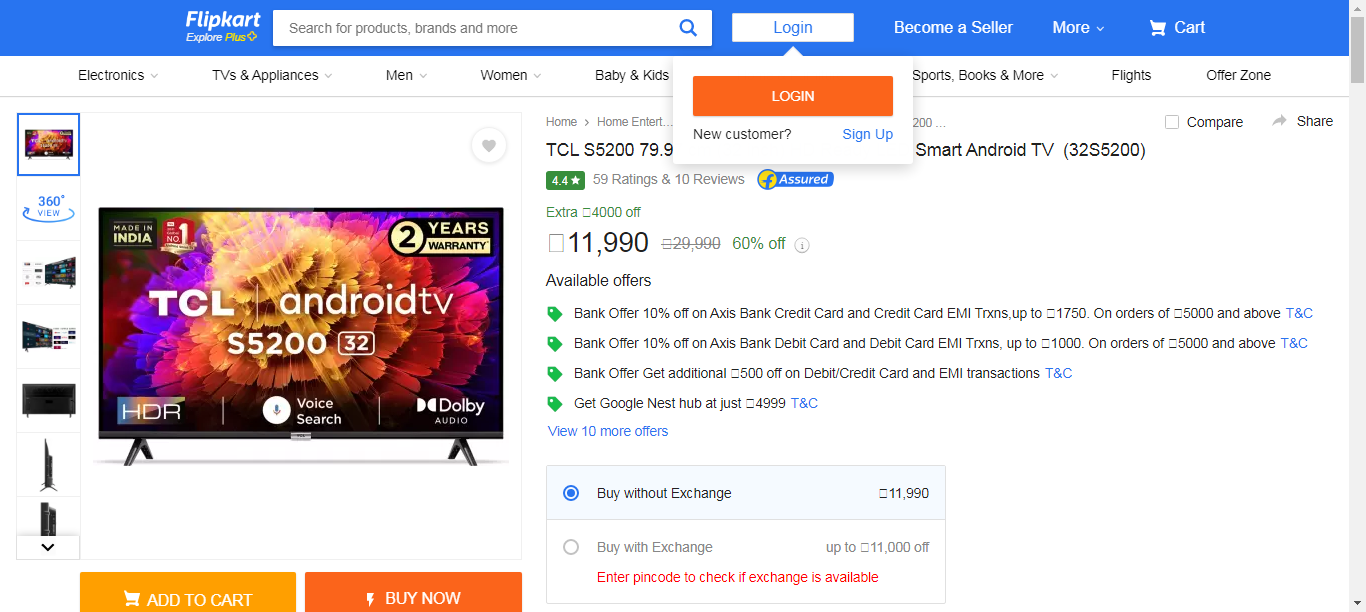 Flipkart
Explore Plus
Search for products, brands and more
Login
Become a Seller
More
Cart
Electronics
TVs & Appliances
Men
Women
Baby & Kids
Sports, Books & More
Flights
Offer Zone
LOGIN
New customer? Sign Up
Home
Home Entert...
200 ...
Compare
Share
TCL S5200 79.9
Smart Android TV (32S5200)
4.4
59 Ratings & 10 Reviews
Assured
Extra 4000 off
11,990 29,990 60% off
Available offers
Bank Offer 10% off on Axis Bank Credit Card and Credit Card EMI Trxns,up to 1750. On orders of 5000 and above T&C
Bank Offer 10% off on Axis Bank Debit Card and Debit Card EMI Trxns, up to 1000. On orders of 5000 and above T&C
Bank Offer Get additional 500 off on Debit/Credit Card and EMI transactions T&C
Get Google Nest hub at just 4999 T&C
View 10 more offers
Buy without Exchange 11,990
Buy with Exchange up to 11,000 off
Enter pincode to check if exchange is available
360°
VIEW
MADE IN
INDIA
NO.1
2 YEARS
WARRANTY*
TCL androidtv
S5200 32
HDR
Voice
Search
Dolby
AUDIO
TCL
ADD TO CART
BUY NOW